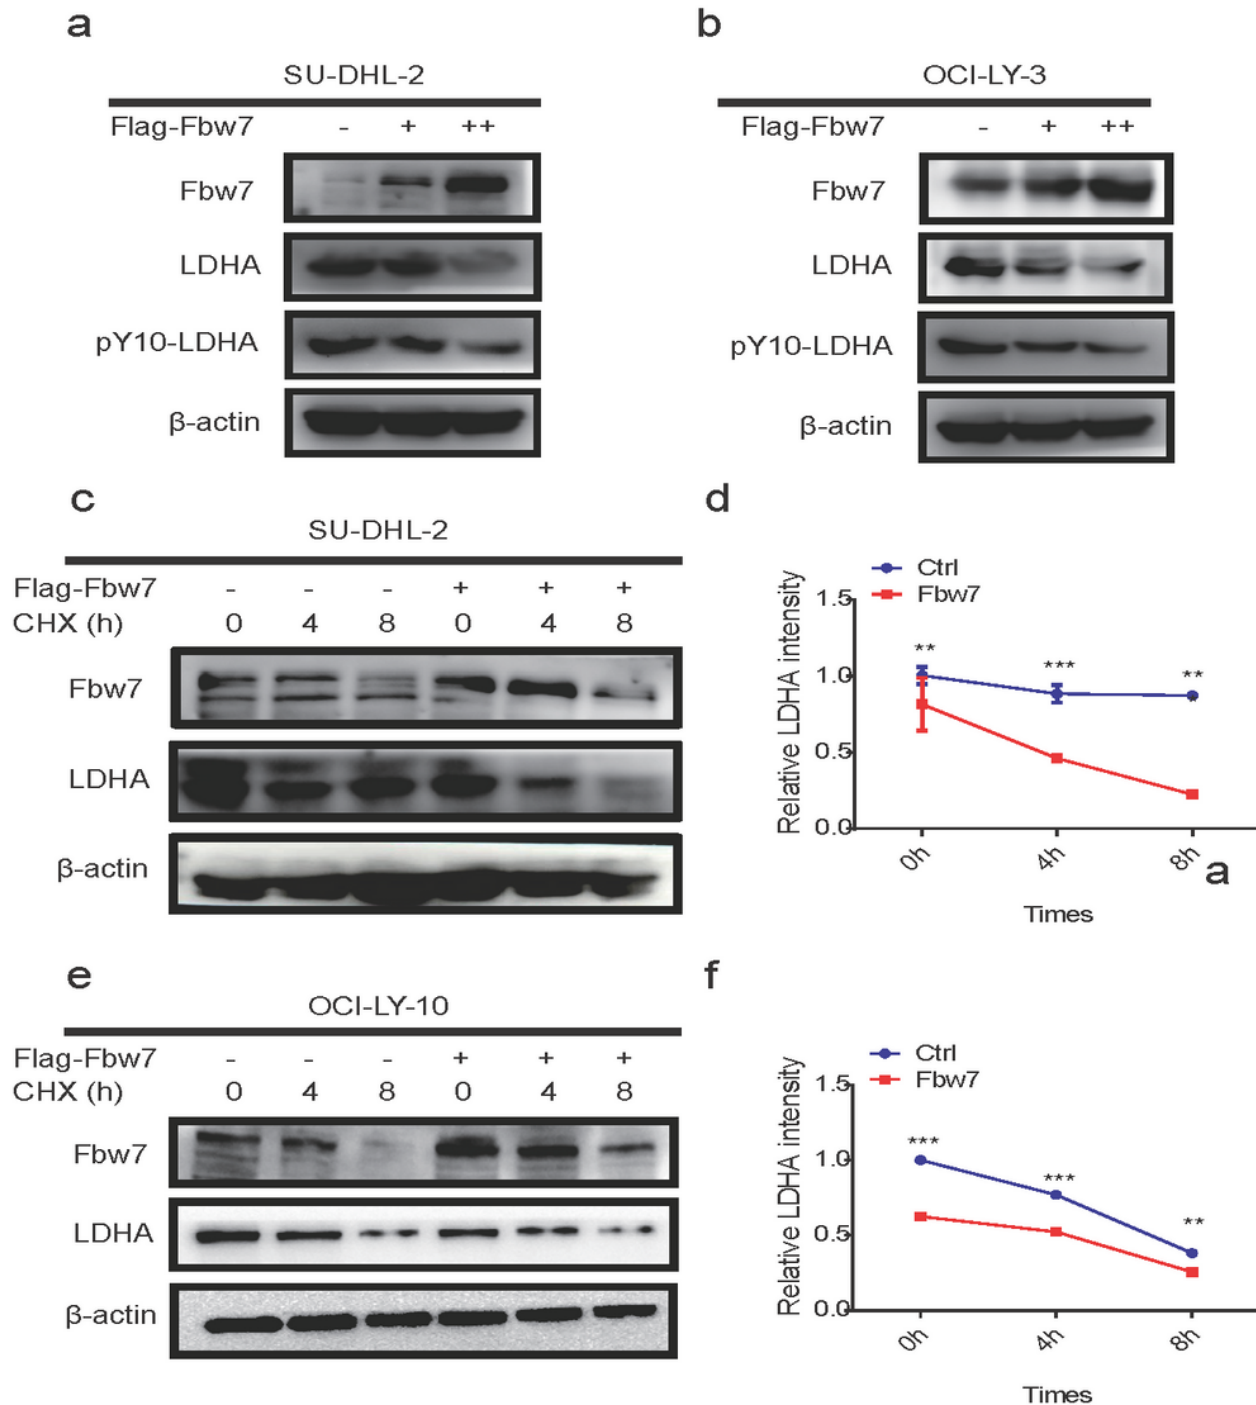 a
SU-DHL-2
Flag-Fbw7 - + ++
Fbw7
LDHA
pY10-LDHA
β-actin
b
OCI-LY-3
Flag-Fbw7 - + ++
Fbw7
LDHA
pY10-LDHA
β-actin
c
SU-DHL-2
Flag-Fbw7 - - - + + +
CHX (h) 0 4 8 0 4 8
Fbw7
LDHA
β-actin
d
Ctrl
Fbw7
Relative LDHA intensity
1.5
1.0
0.5
0.0
** *** **
*
0h 4h 8h
a
Times
e
OCI-LY-10
Flag-Fbw7 - - - + + +
CHX (h) 0 4 8 0 4 8
Fbw7
LDHA
β-actin
f
Ctrl
Fbw7
Relative LDHA intensity
1.5
1.0
0.5
0.0
*** *** **
0h 4h 8h
Times